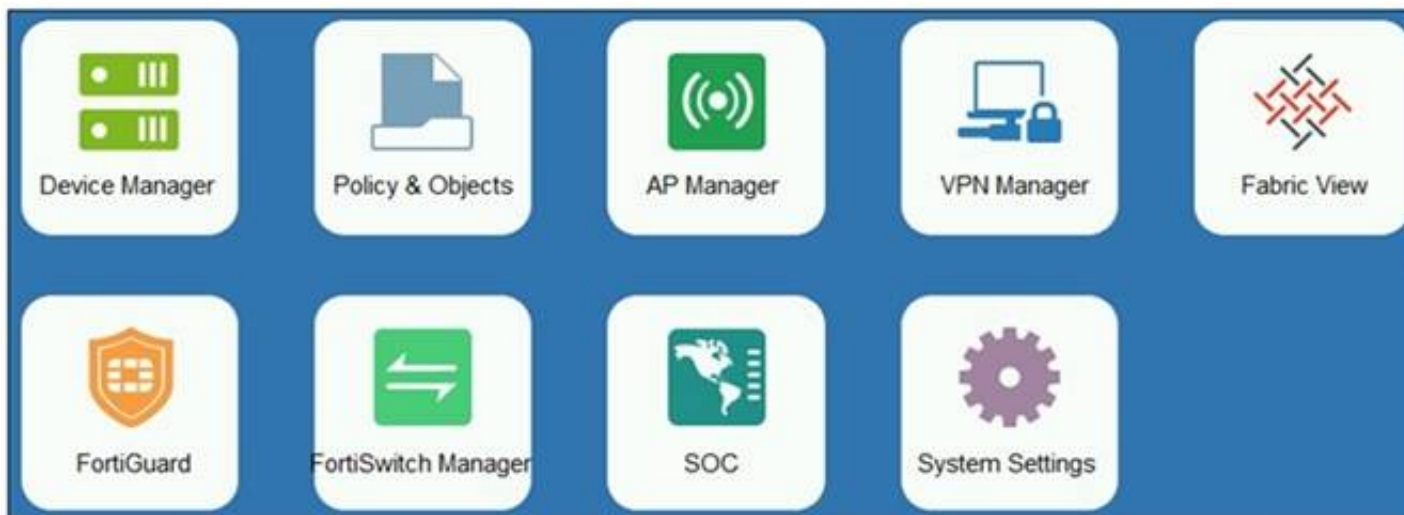 Device Manager
Policy & Objects
AP Manager
VPN Manager
Fabric View
FortiGuard
FortiSwitch Manager
SOC
System Settings